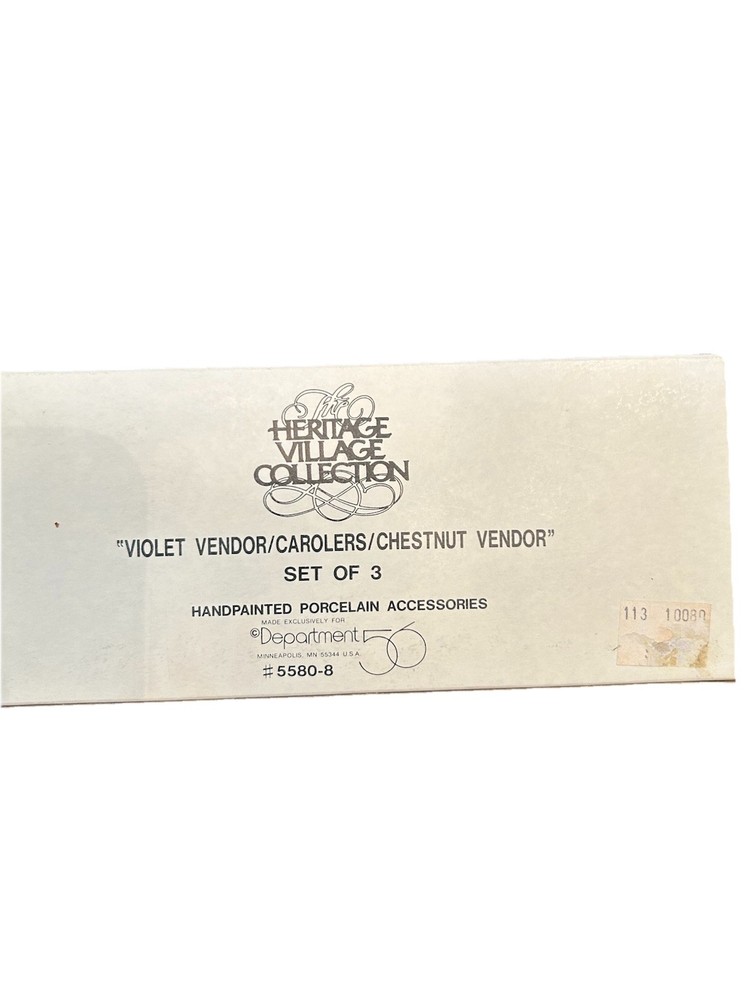 The
HERITAGE
VILLAGE
COLLECTION
"VIOLET VENDOR/CAROLERS/CHESTNUT VENDOR"
SET OF 3
HANDPAINTED PORCELAIN ACCESSORIES
MADE EXCLUSIVELY FOR
©Department 56
MINNEAPOLIS, MN 55344 U.S.A.
#5580-8
113 10080